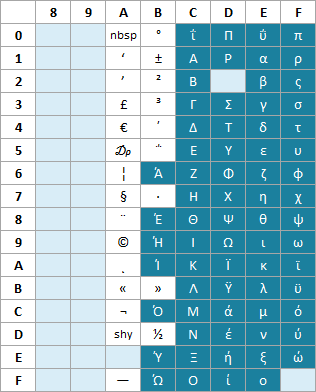 8 9 A B C D E F
0 nbsp ° ΐ Π ΰ π
1 ‘ ± Α Ρ α ρ
2 ’ ² Β β ς
3 £ ³ Γ Σ γ σ
4 € ΄ Δ Τ δ τ
5 ₯ ΅ Ε Υ ε υ
6 ¦ Ά Ζ Φ ζ φ
7 § · Η Χ η χ
8 ¨ Έ Θ Ψ θ ψ
9 © Ή Ι Ω ι ω
A ͺ Ί Κ Ϊ κ ϊ
B « » Λ Ϋ λ ϋ
C ¬ Ό Μ ά μ ό
D shy ½ Ν έ ν ύ
E Ύ Ξ ή ξ ώ
F ― Ώ Ο ί ο